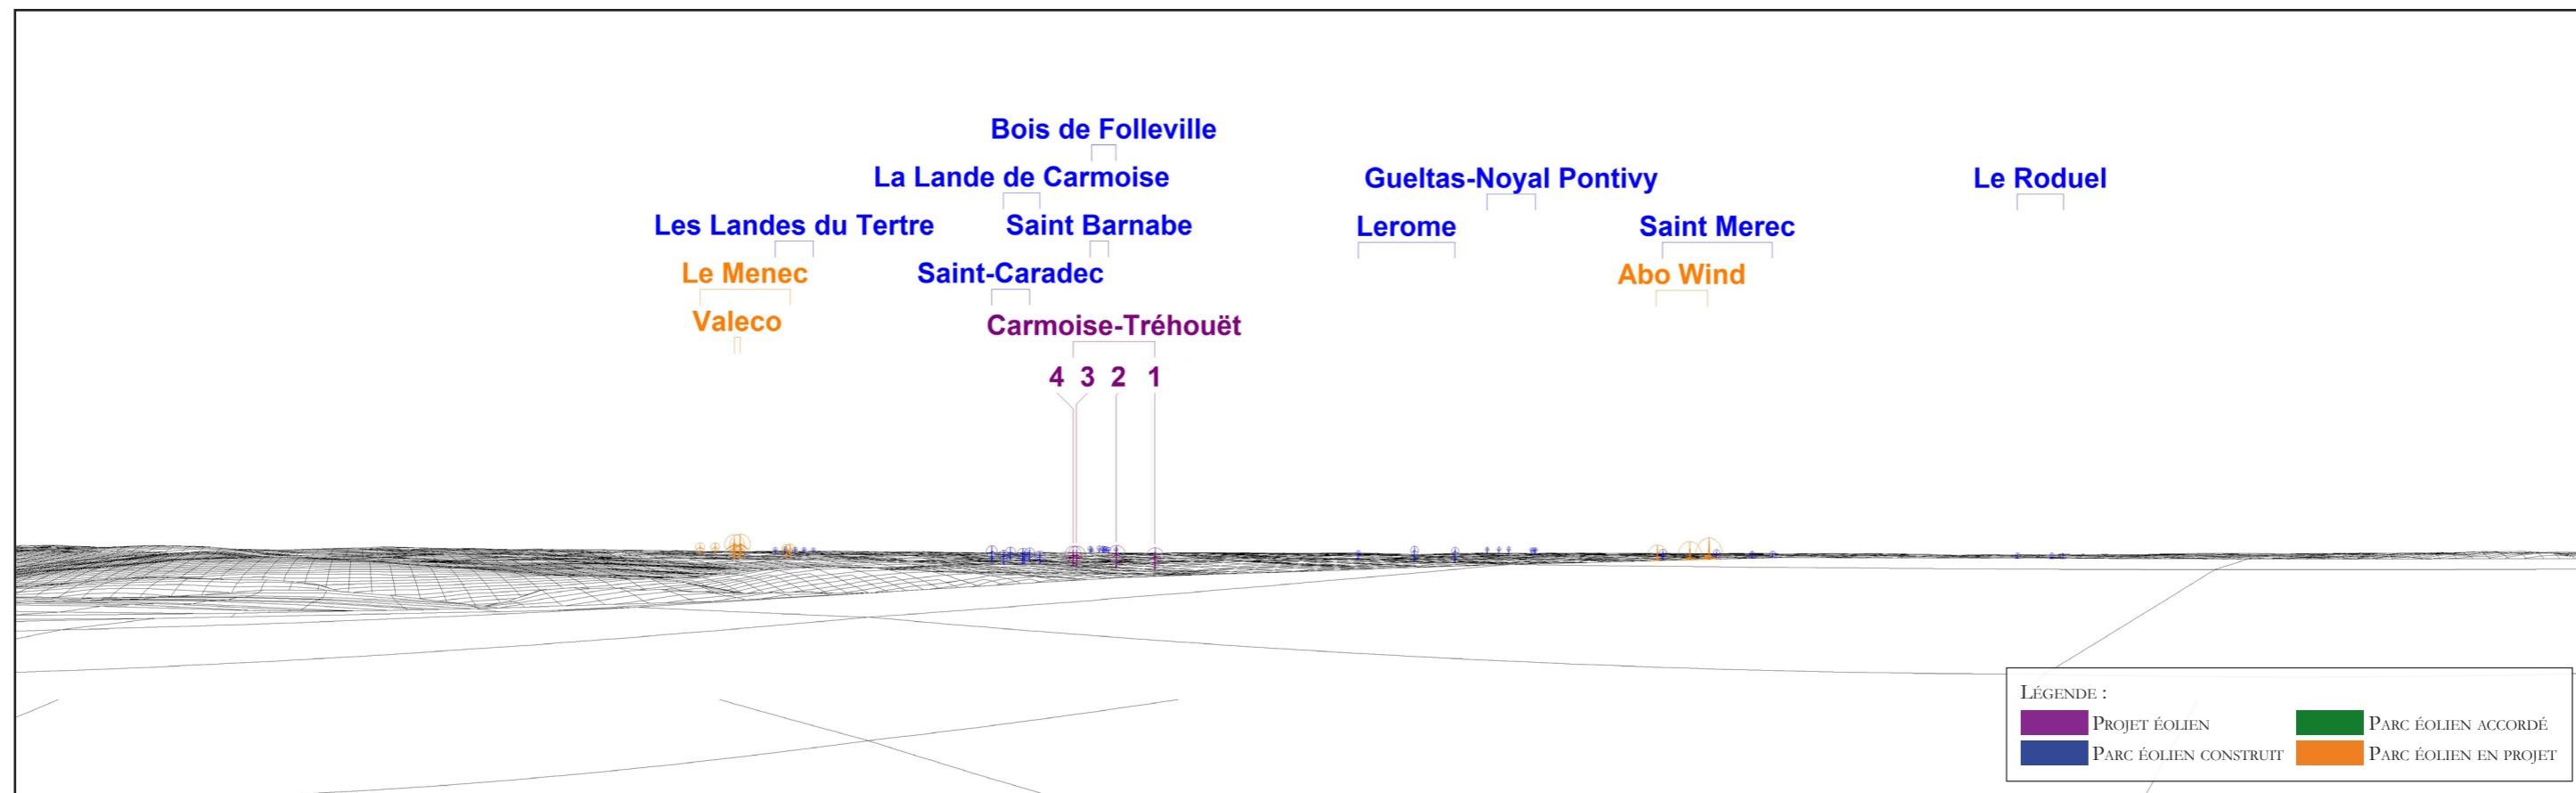 Bois de Folleville
La Lande de Carmoise
Gueltas-Noyal Pontivy
Le Roduel
Les Landes du Tertre
Saint Barnabe
Lerome
Saint Merec
Le Menec
Saint-Caradec
Abo Wind
Valeco
Carmoise-Tréhouët
4 3 2 1
Légende :
Projet éolien
Parc éolien accordé
Parc éolien construit
Parc éolien en projet